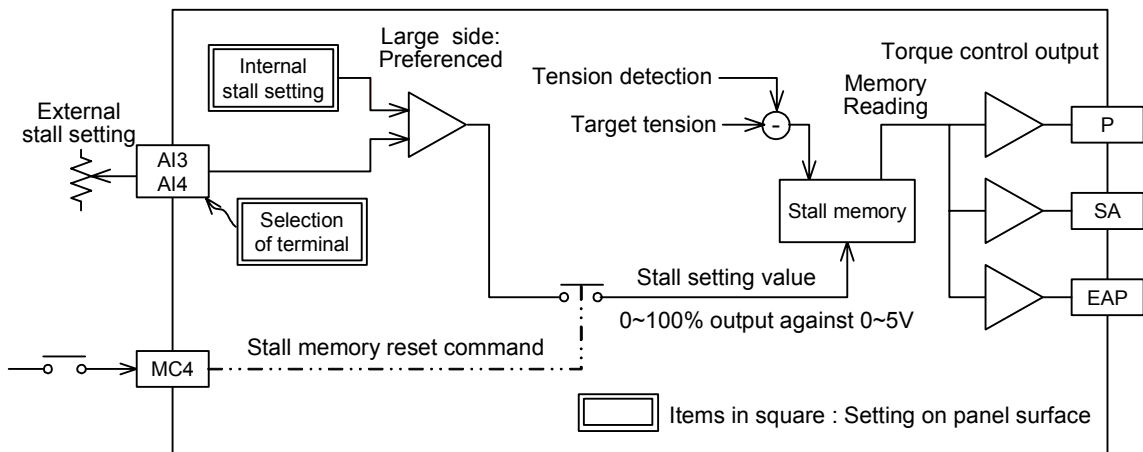 Large side:
Preferenced
Internal
stall setting
External
stall setting
AI3
AI4
Selection
of terminal
Tension detection
Target tension
-
Torque control output
Memory
Reading
P
Stall memory
SA
EAP
Stall setting value
0~100% output against 0~5V
Stall memory reset command
MC4
Items in square : Setting on panel surface